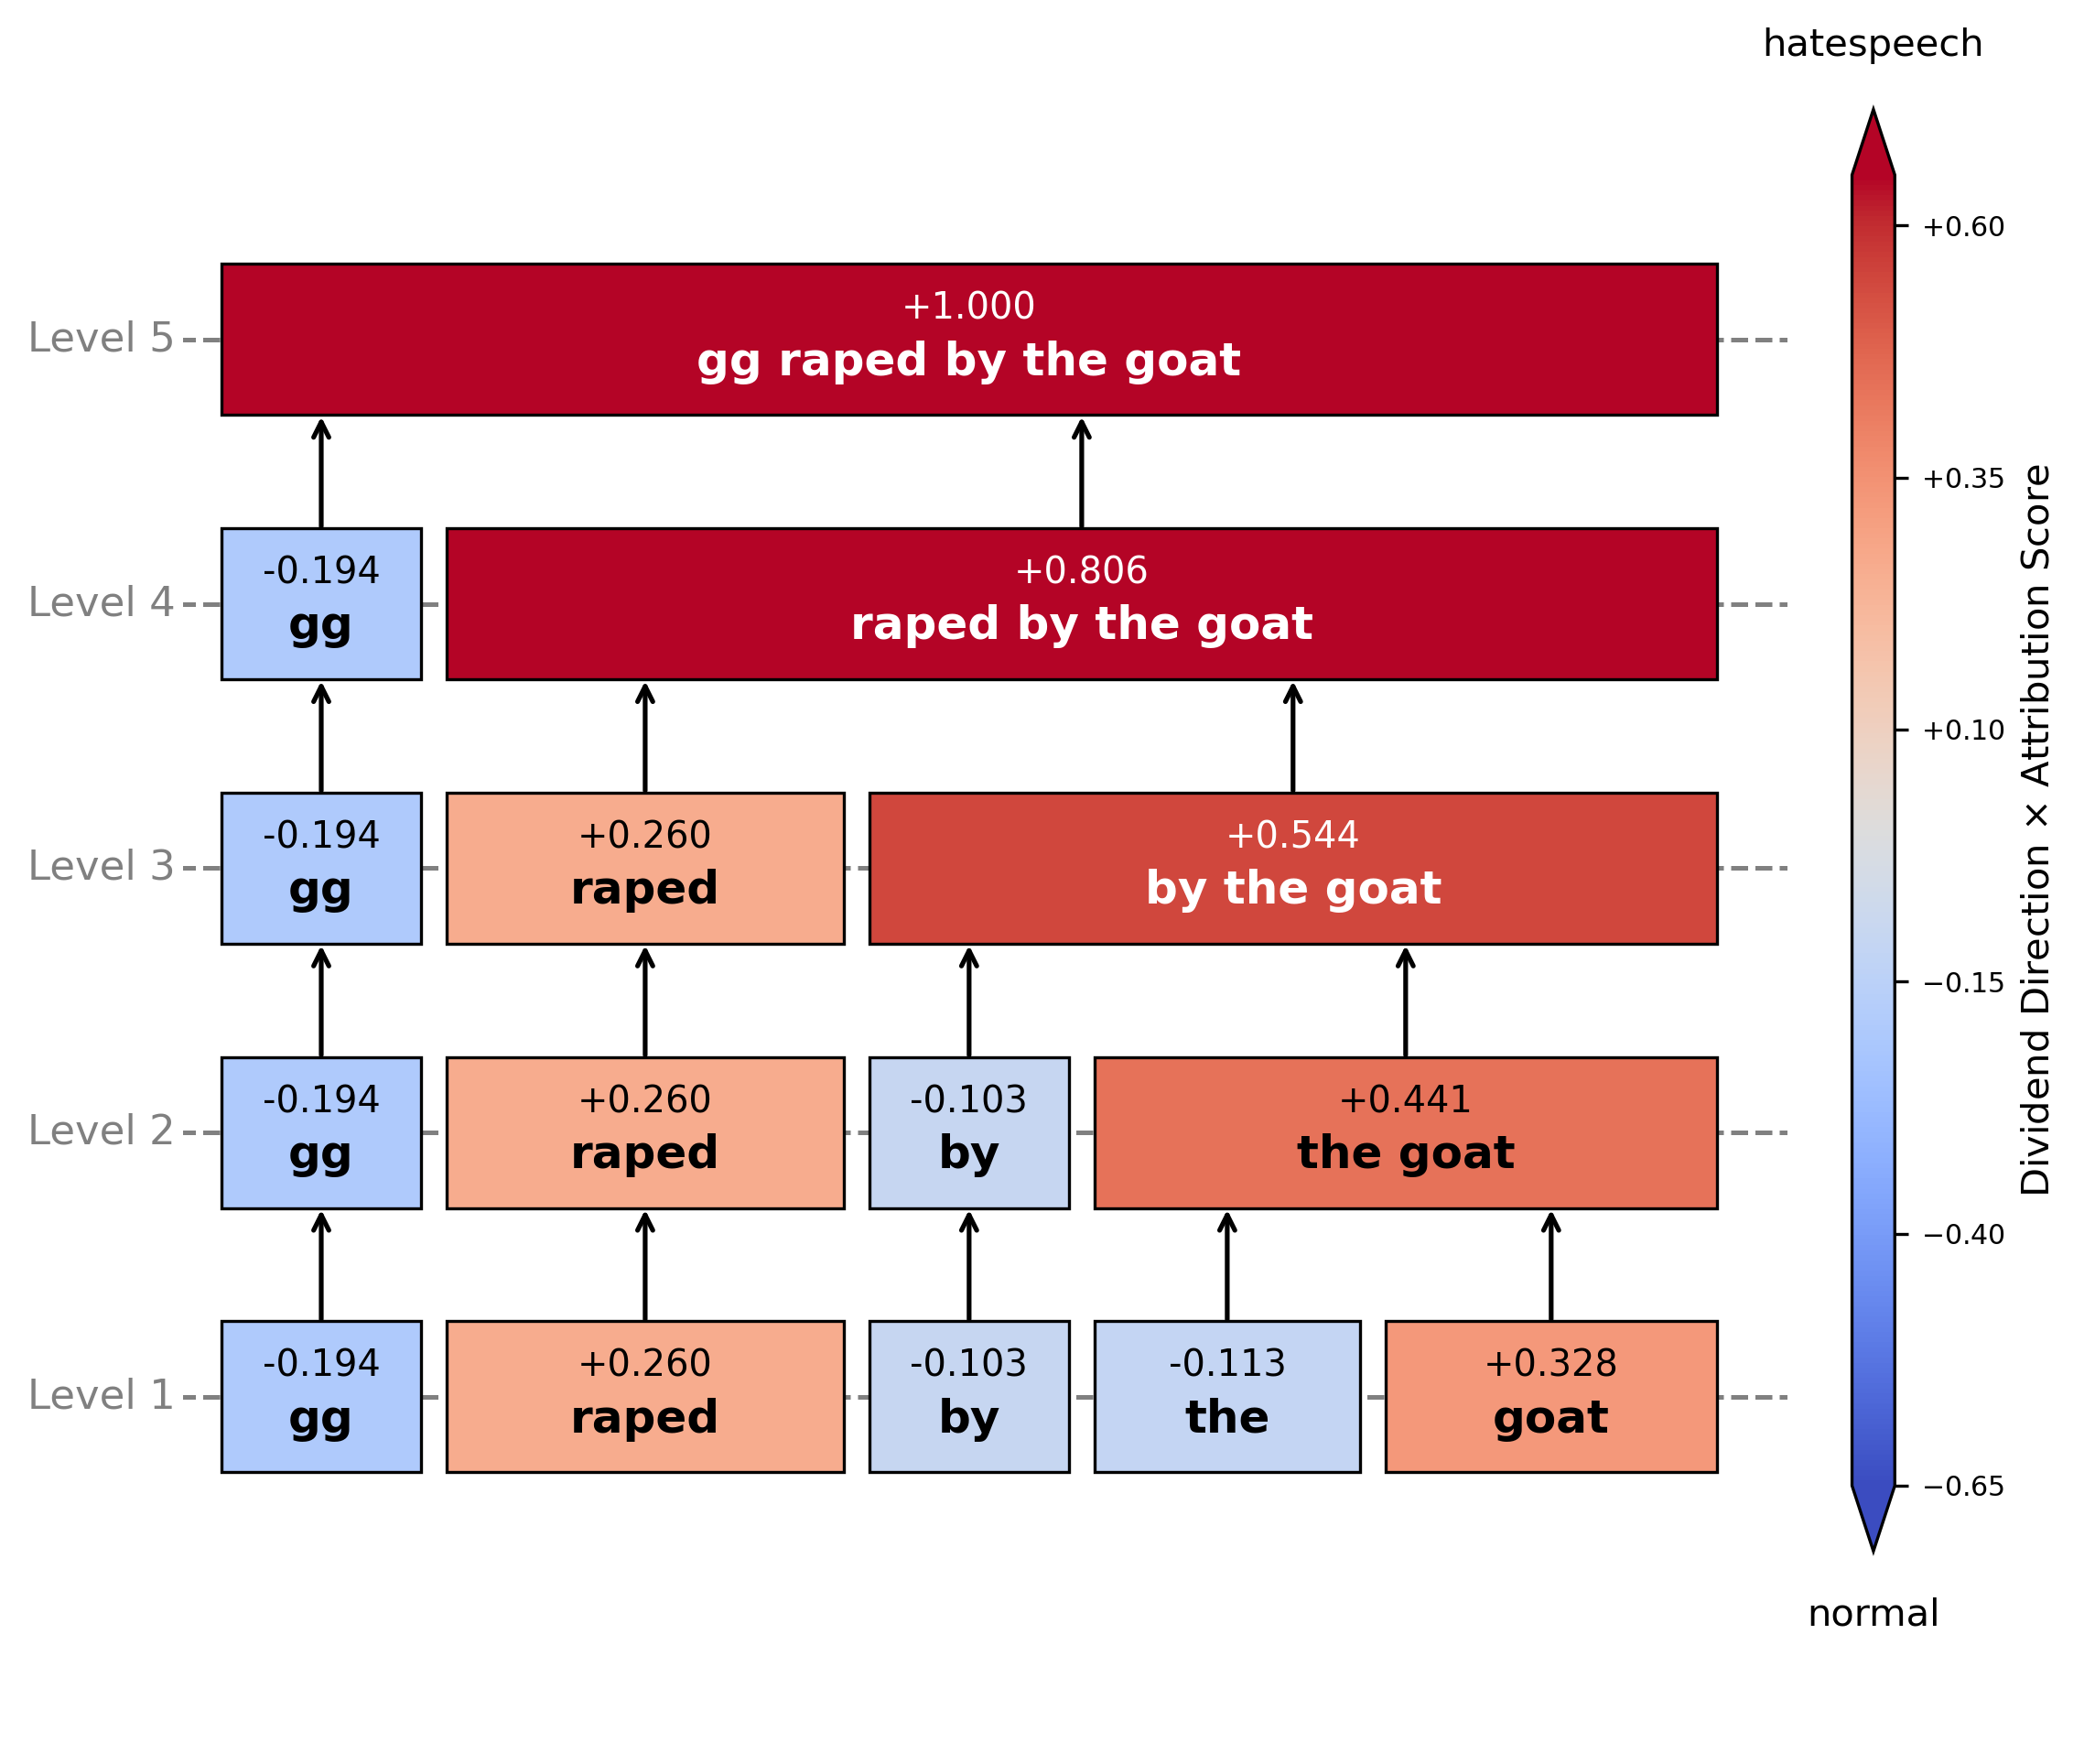 hatespeech
Level 5
+1.000
gg raped by the goat
Level 4
-0.194
gg
+0.806
raped by the goat
Level 3
-0.194
gg
+0.260
raped
+0.544
by the goat
Level 2
-0.194
gg
+0.260
raped
-0.103
by
+0.441
the goat
Level 1
-0.194
gg
+0.260
raped
-0.103
by
-0.113
the
+0.328
goat
+0.60
+0.35
+0.10
−0.15
−0.40
−0.65
Dividend Direction × Attribution Score
normal